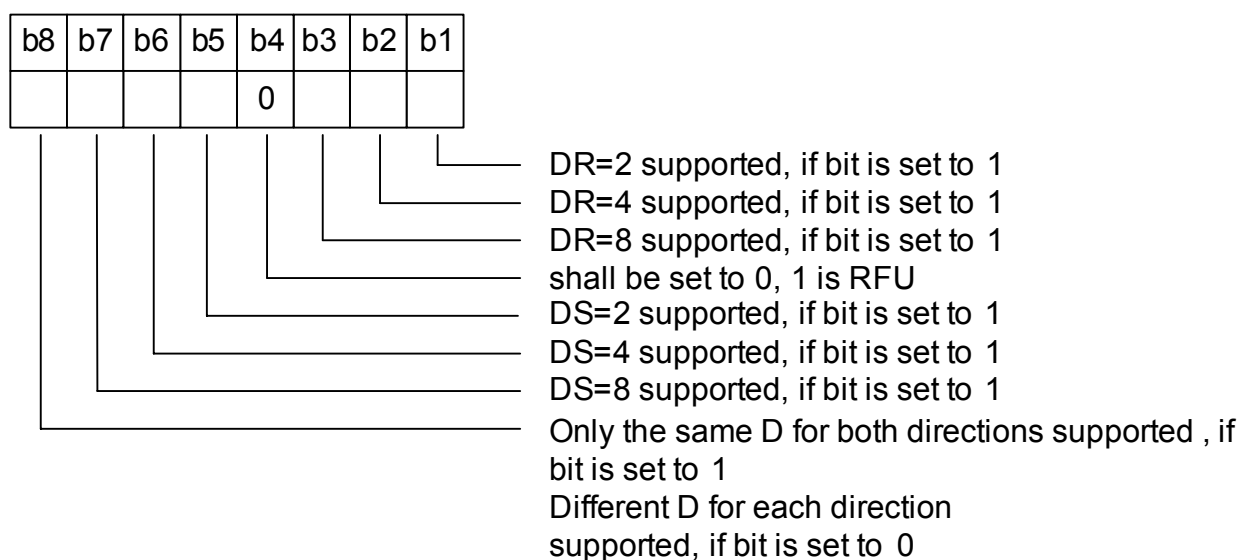 b8 b7 b6 b5 b4 b3 b2 b1
0
DR=2 supported, if bit is set to 1
DR=4 supported, if bit is set to 1
DR=8 supported, if bit is set to 1
shall be set to 0, 1 is RFU
DS=2 supported, if bit is set to 1
DS=4 supported, if bit is set to 1
DS=8 supported, if bit is set to 1
Only the same D for both directions supported , if
bit is set to 1
Different D for each direction
supported, if bit is set to 0